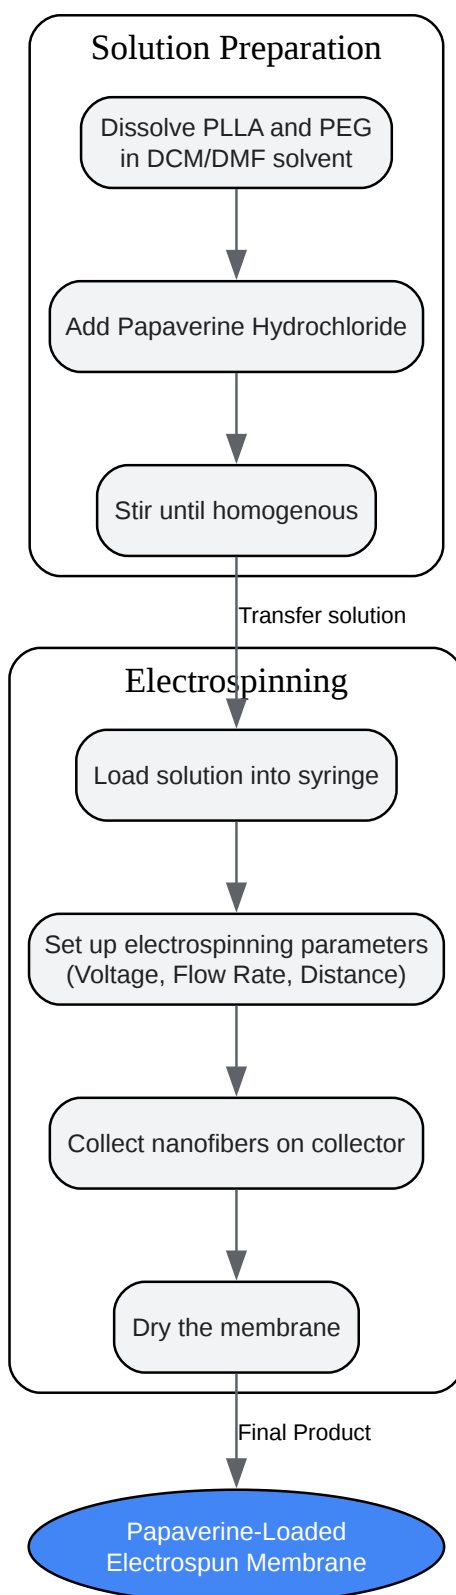 Solution Preparation
Dissolve PLLA and PEG
in DCM/DMF solvent
Add Papaverine Hydrochloride
Stir until homogenous
Transfer solution
Electrospinning
Load solution into syringe
Set up electrospinning parameters
(Voltage, Flow Rate, Distance)
Collect nanofibers on collector
Dry the membrane
Final Product
Papaverine-Loaded
Electrospun Membrane